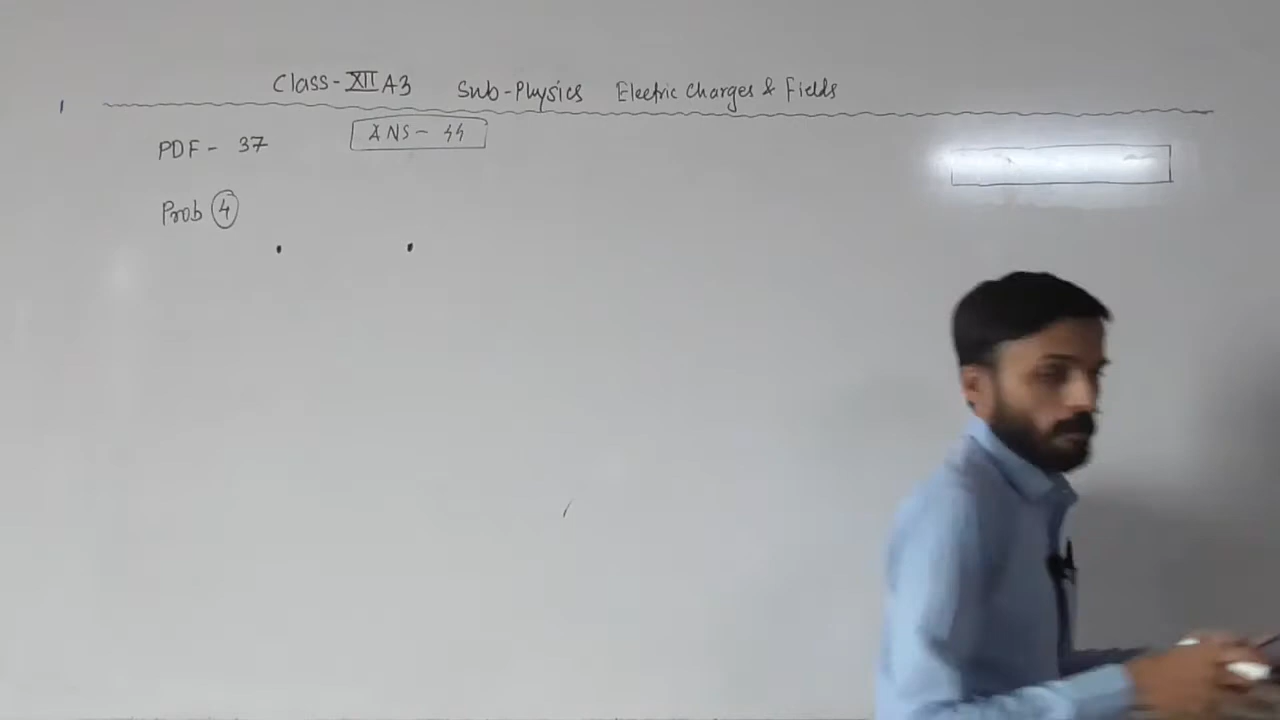 Class-XII A3 Sub-Physics Electric Charges & Fields
PDF - 37 ANS - 44
Prob 4